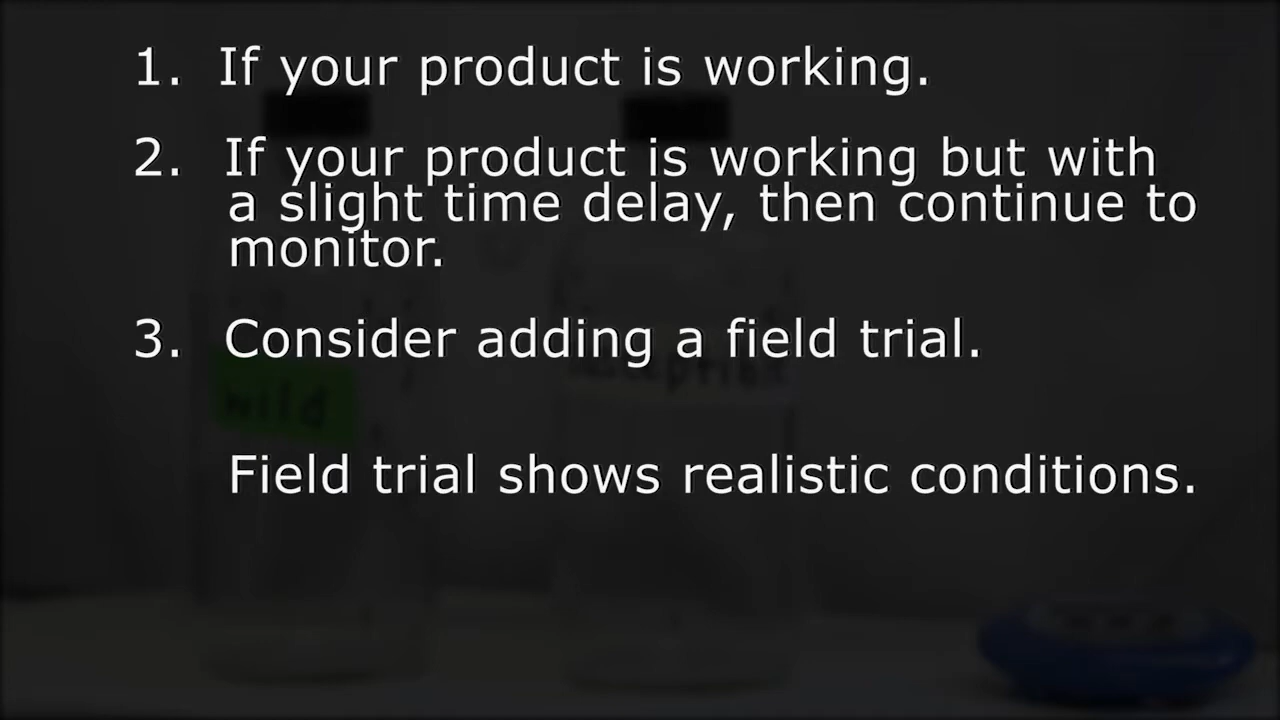 1. If your product is working.
2. If your product is working but with
a slight time delay, then continue to
monitor.
3. Consider adding a field trial.
wild
Field trial shows realistic conditions.